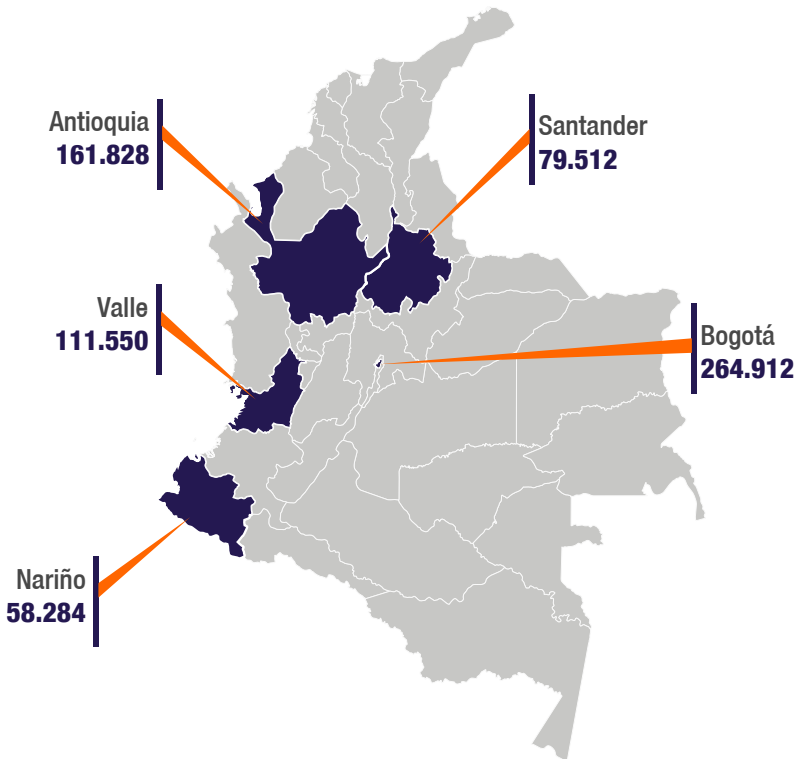 Antioquia
161.828
Santander
79.512
Valle
111.550
Bogotá
264.912
Nariño
58.284